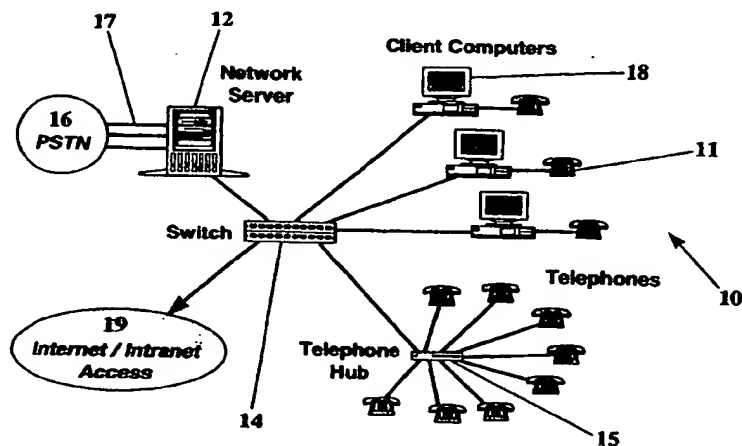 17
12
Client Computers
18
Network
Server
16
PSTN
11
Switch
Telephones
10
19
Internet / Intranet
Access
Telephone
Hub
14
15